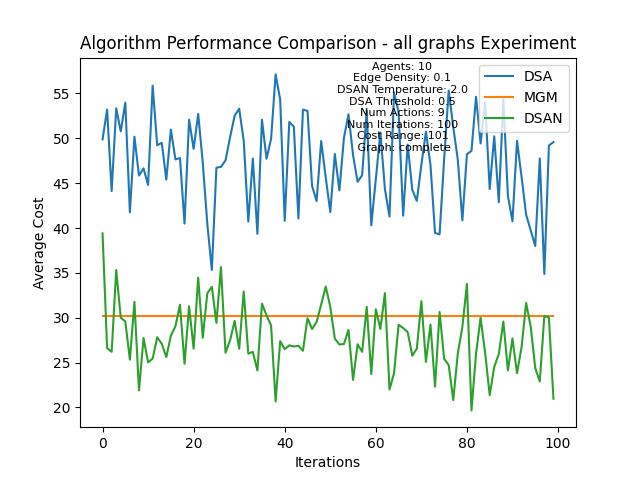 Algorithm Performance Comparison - all graphs Experiment
Agents: 10
Edge Density: 0.1
DSAN Temperature: 2.0
DSA Threshold: 0.5
Num Actions: 9
Num Iterations: 100
Cost Range: 101
Graph: complete
DSA
MGM
DSAN
Average Cost
55
50
45
40
35
30
25
20
0 20 40 60 80 100
Iterations